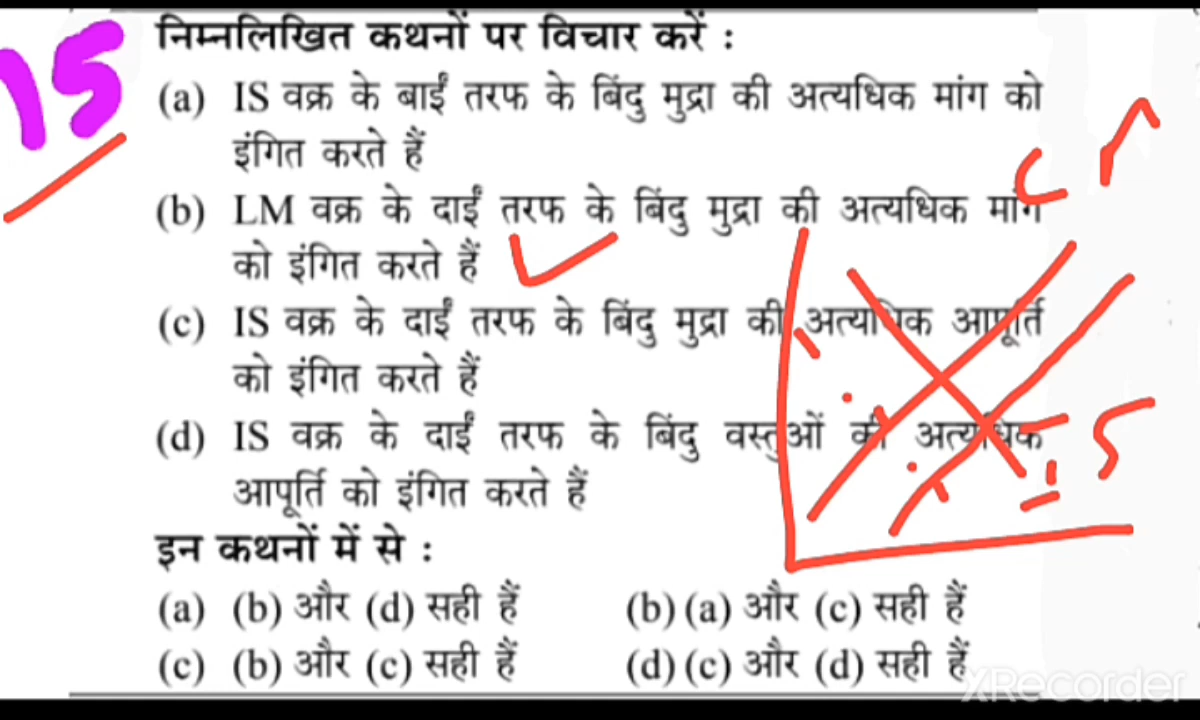 15
निम्नलिखित कथनों पर विचार करें :
(a) IS वक्र के बाईं तरफ के बिंदु मुद्रा की अत्यधिक मांग को
इंगित करते हैं
(b) LM वक्र के दाईं तरफ के बिंदु मुद्रा की अत्यधिक मांग
को इंगित करते हैं
(c) IS वक्र के दाईं तरफ के बिंदु मुद्रा की अत्यधिक आपूर्ति
को इंगित करते हैं
(d) IS वक्र के दाईं तरफ के बिंदु वस्तुओं की अत्यधिक
आपूर्ति को इंगित करते हैं
इन कथनों में से :
(a) (b) और (d) सही हैं (b) (a) और (c) सही हैं
(c) (b) और (c) सही हैं (d) (c) और (d) सही हैं
XRecorder